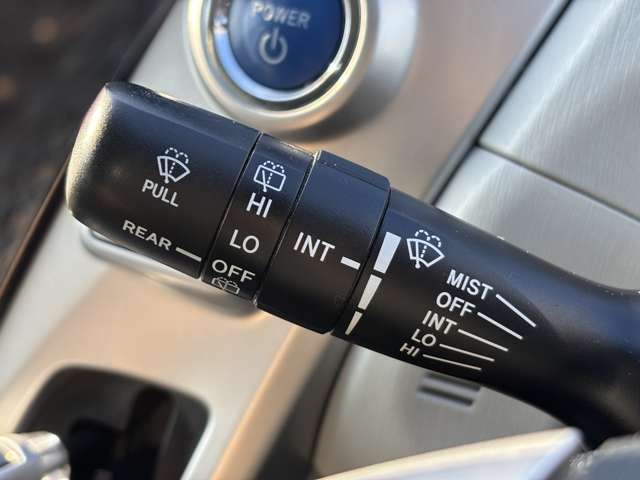 POWER
PULL
REAR
HI
LO
OFF
INT
MIST
OFF
INT
LO
HI